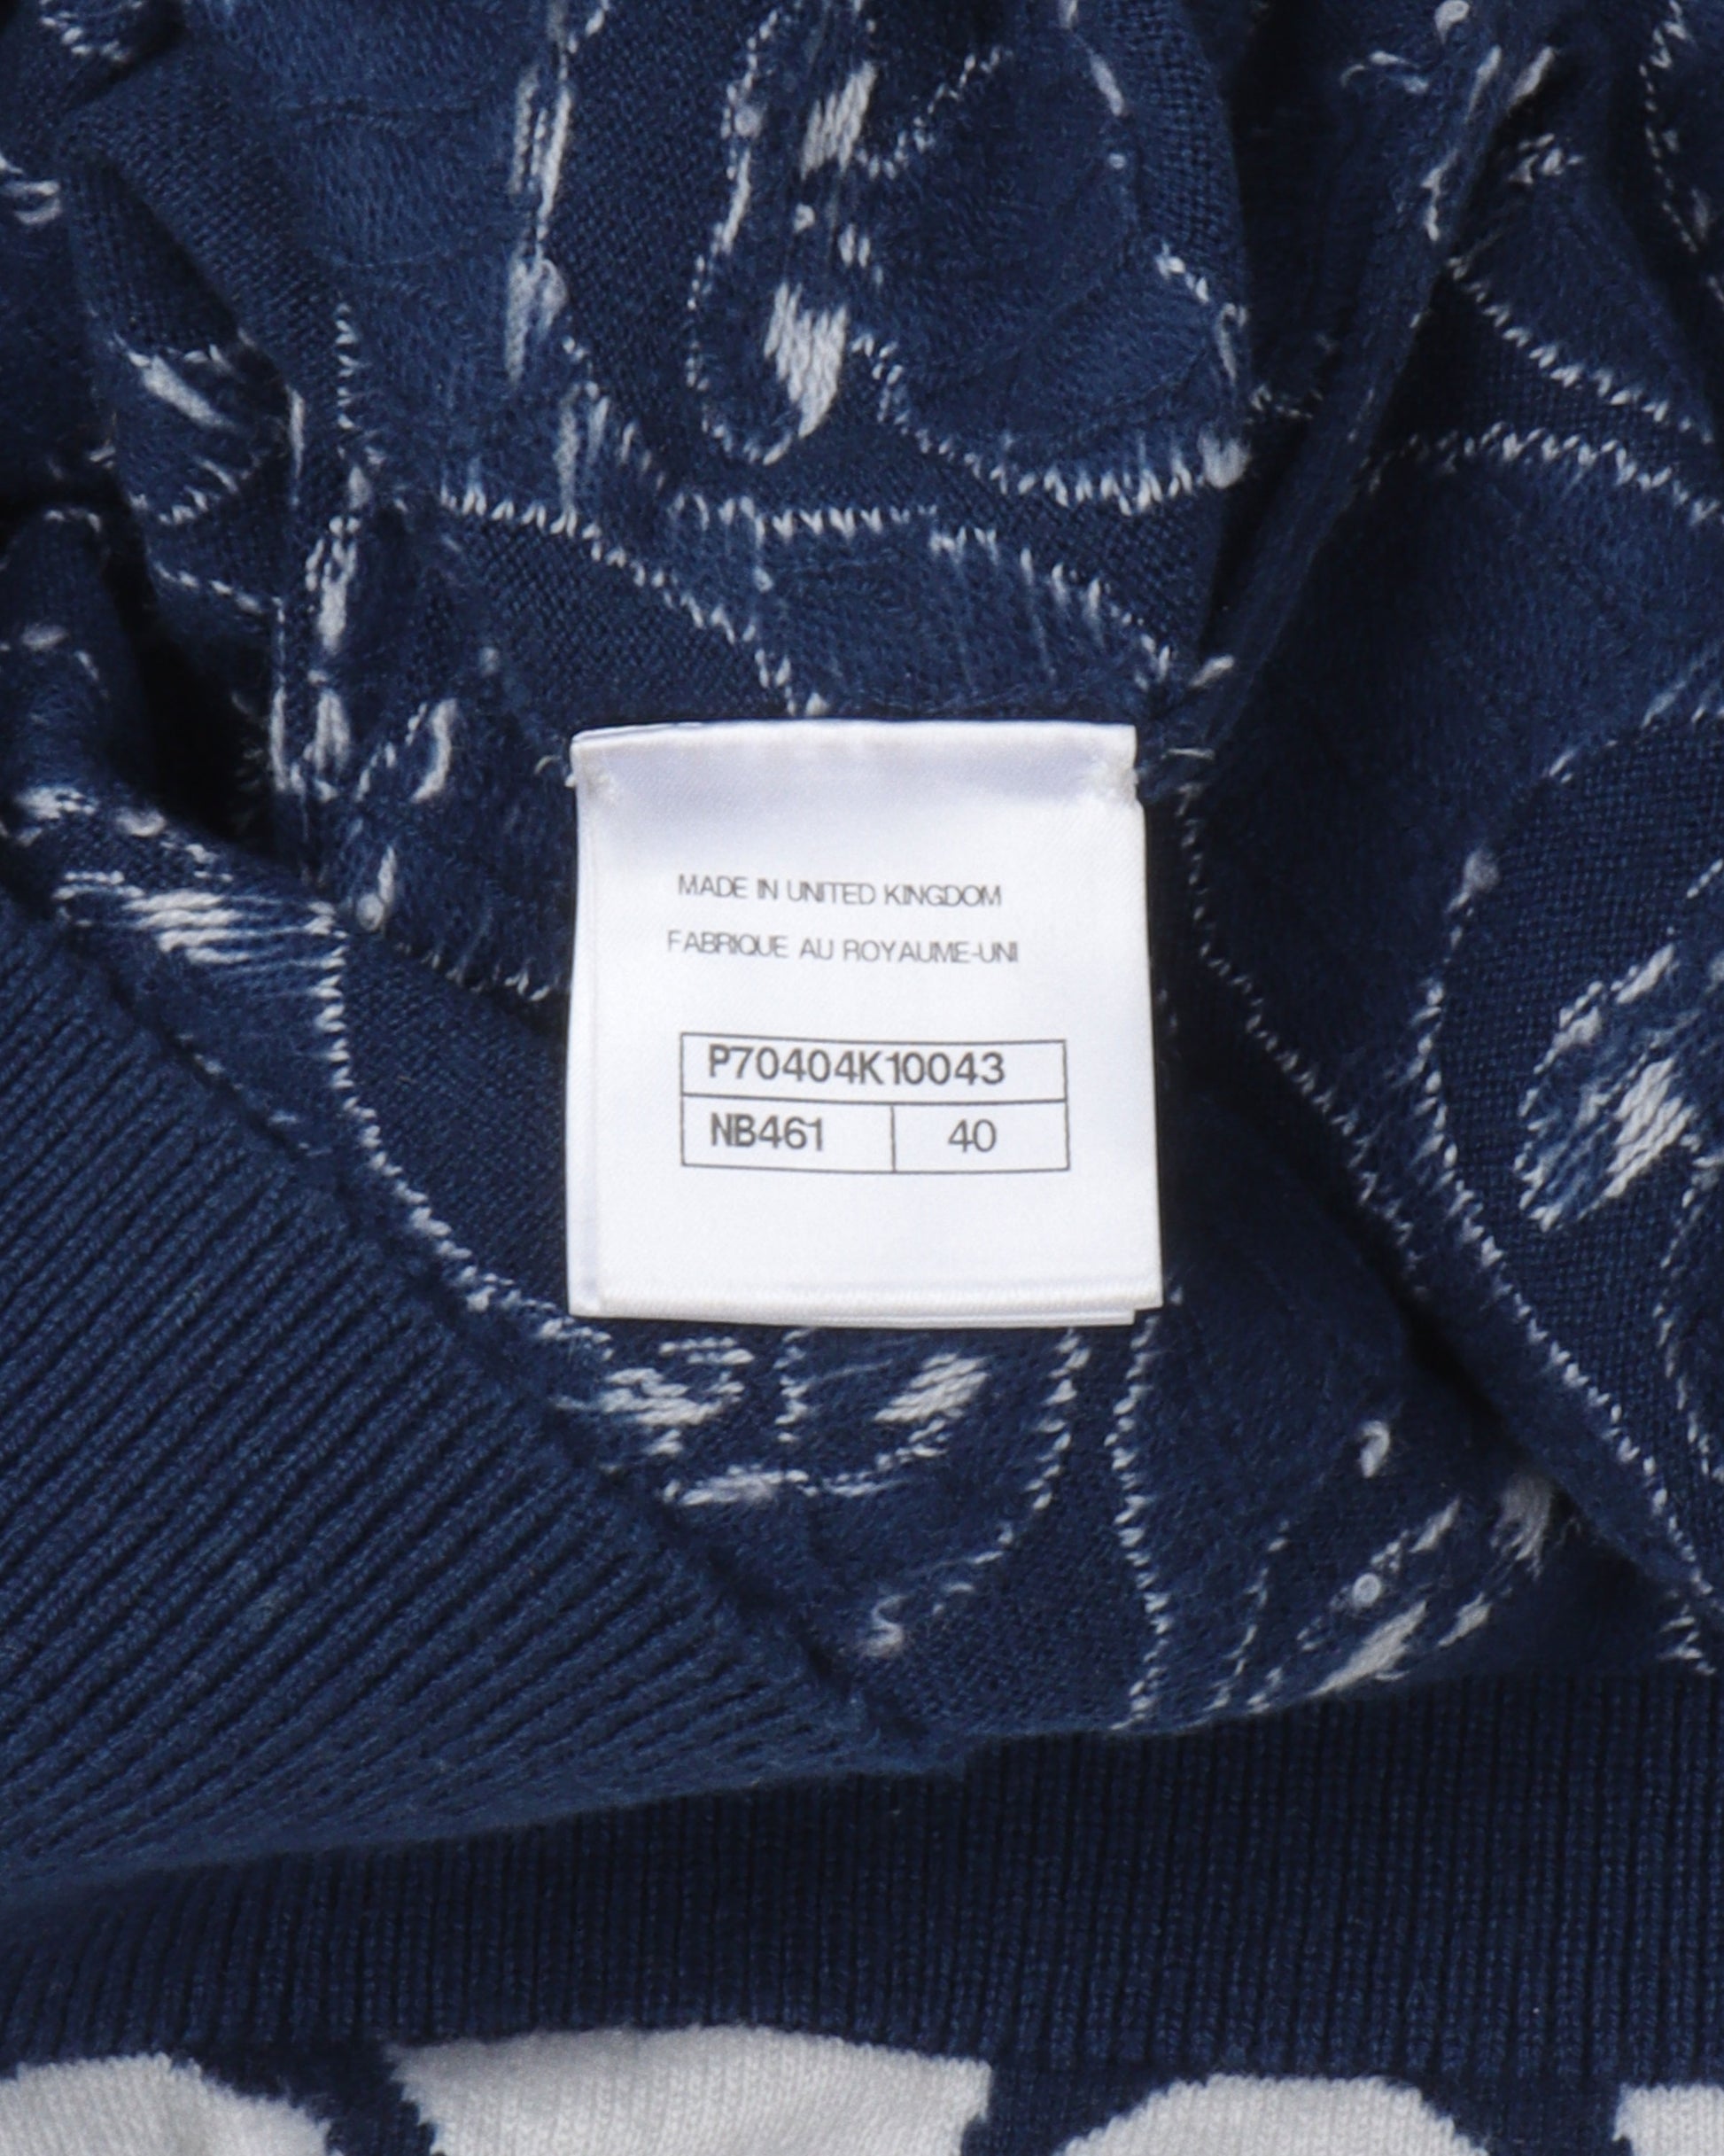 MADE IN UNITED KINGDOM
FABRIQUE AU ROYAUME-UNI
P70404K10043
NB461 40